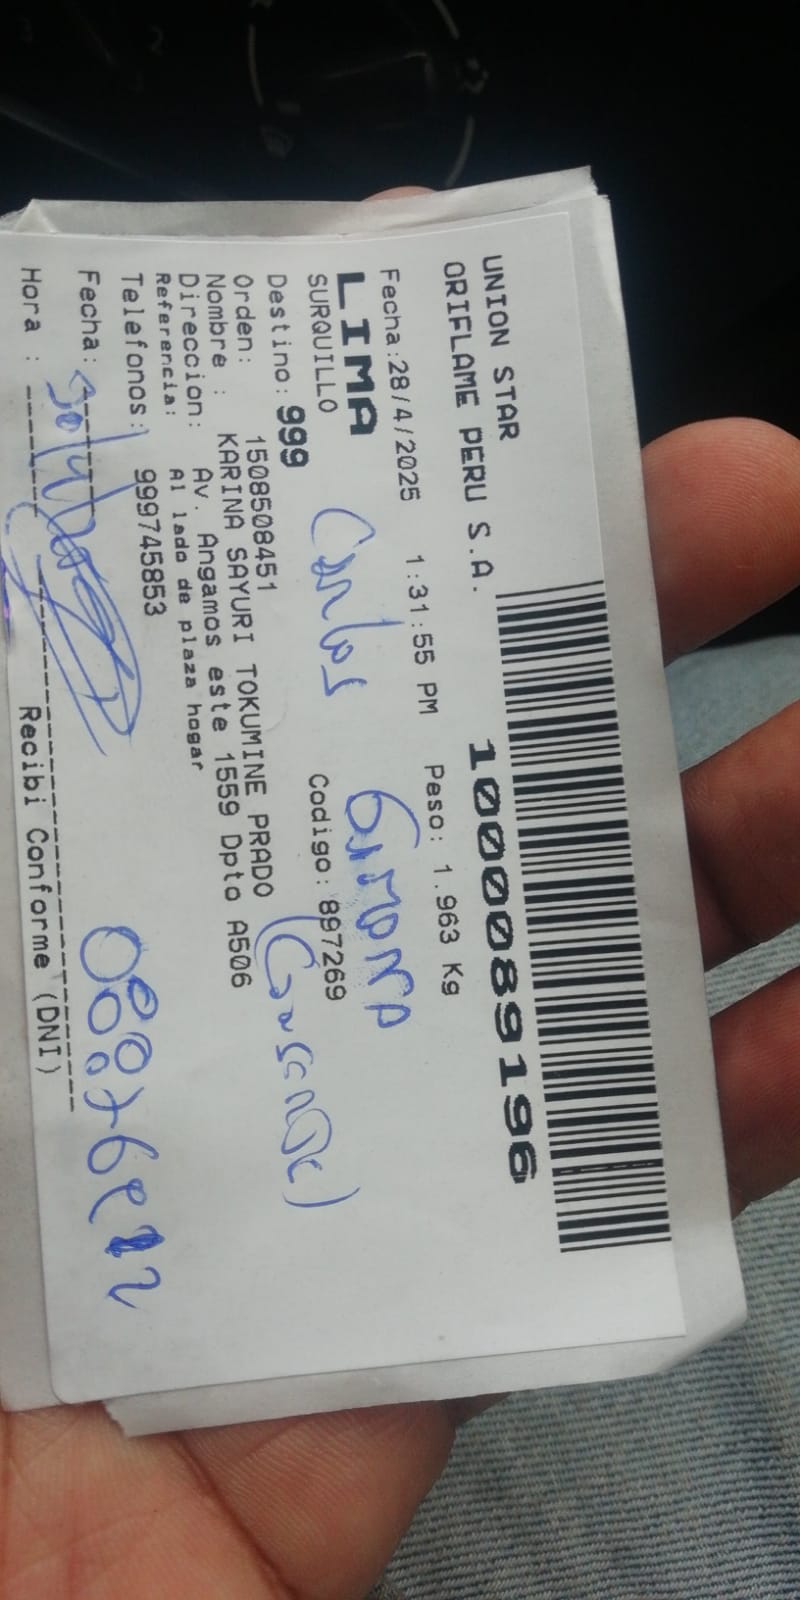 UNION STAR
ORIFLAME PERU S.A.
1000089196
Fecha:28/4/2025 1:31:55 PM Peso: 1.963 Kg
LIMA
SURQUILLO Codigo:897269
Carlos
Destino: 999
Orden: 1508508451
Nombre : KARINA SAYURI TOKUMINE PRADO
Direccion: Av. Angamos este 1559 Dpto A506
Referencia: Al lado de plaza hogar
Telefonos: 999745853
Fecha:
Hora :
Recibi Conforme (DNI)